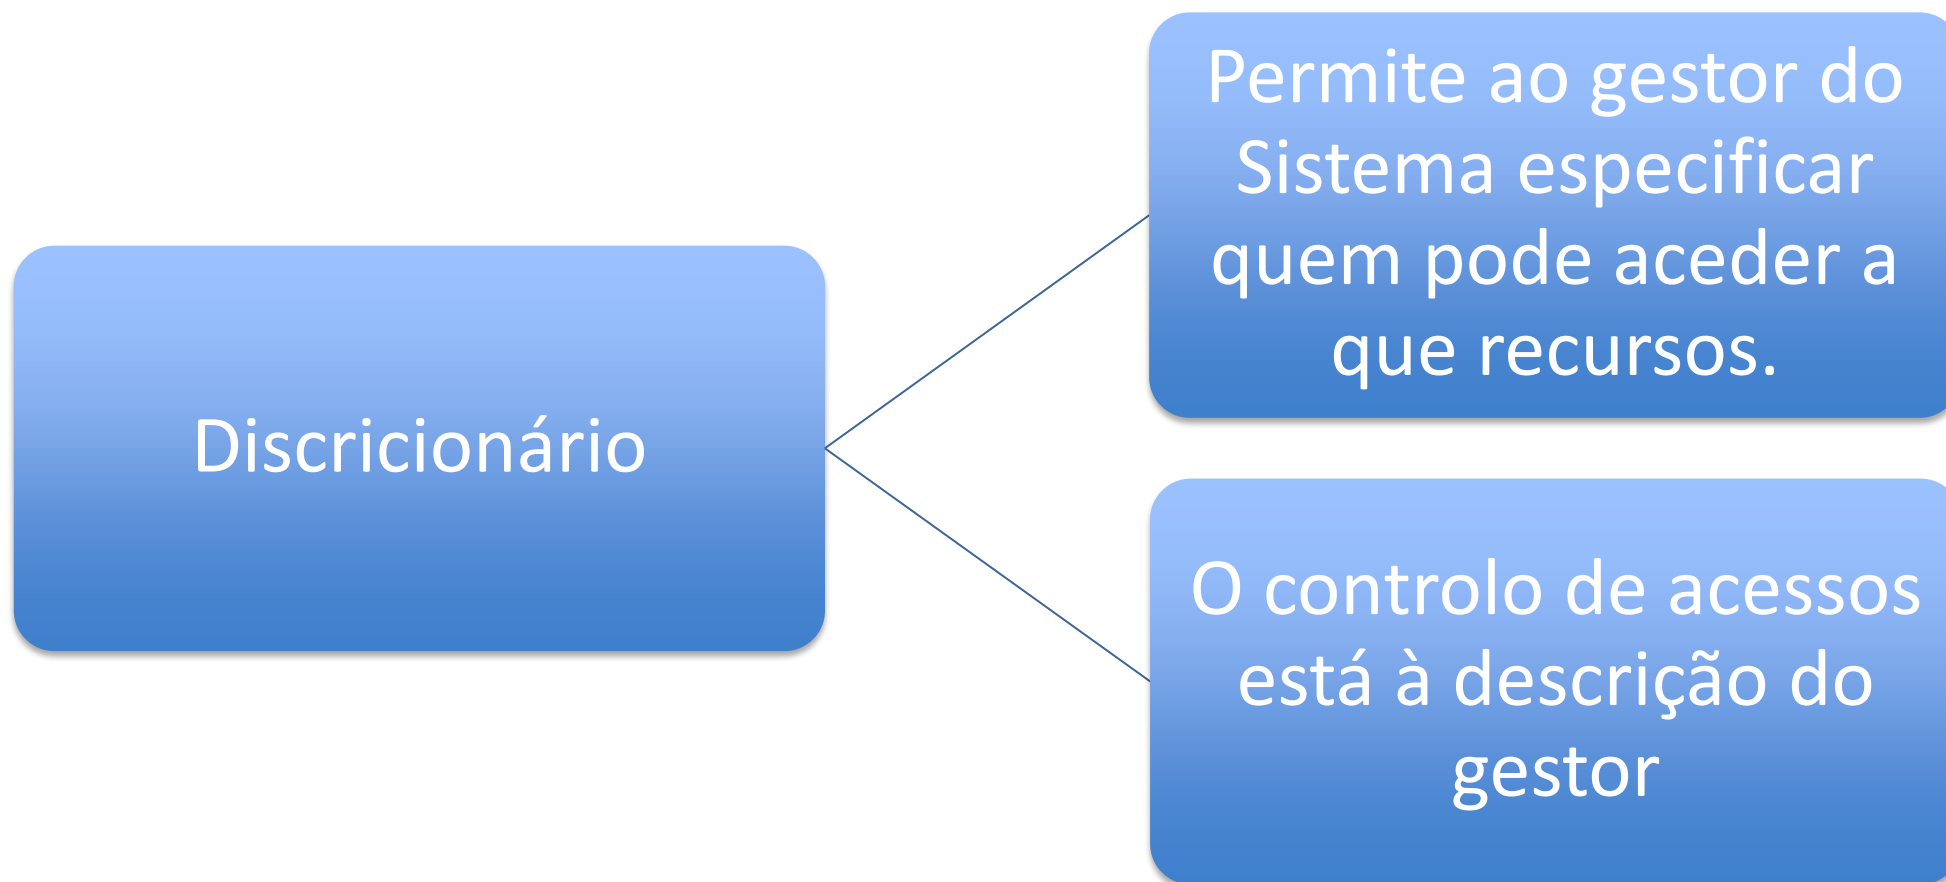 Discricionário
Permite ao gestor do
Sistema especificar
quem pode aceder a
que recursos.
O controlo de acessos
está à descrição do
gestor